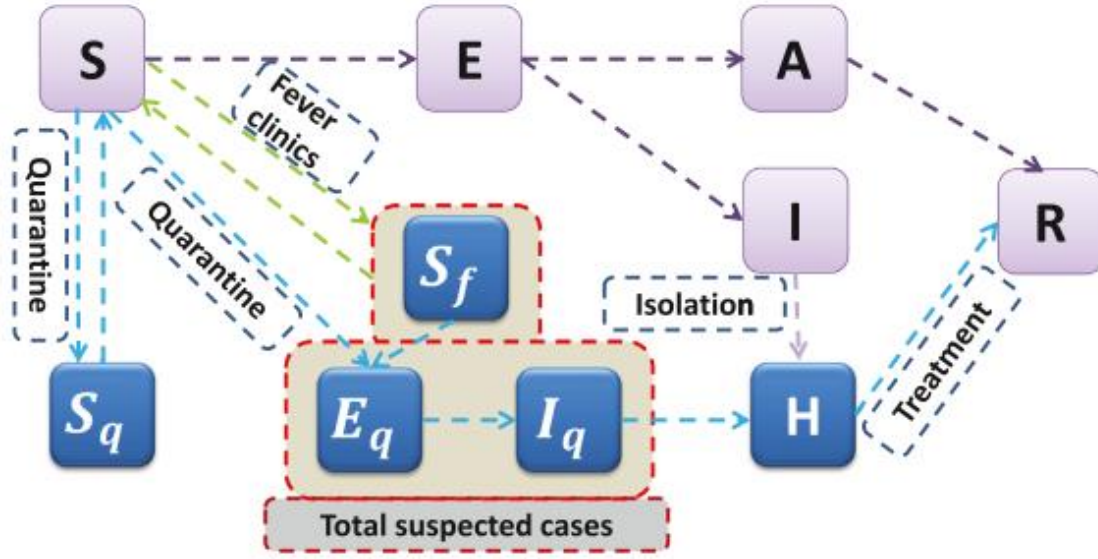 S
E
A
Fever
clinics
Quarantine
Quarantine
I
R
S_f
Isolation
Treatment
S_q
E_q
I_q
H
Total suspected cases